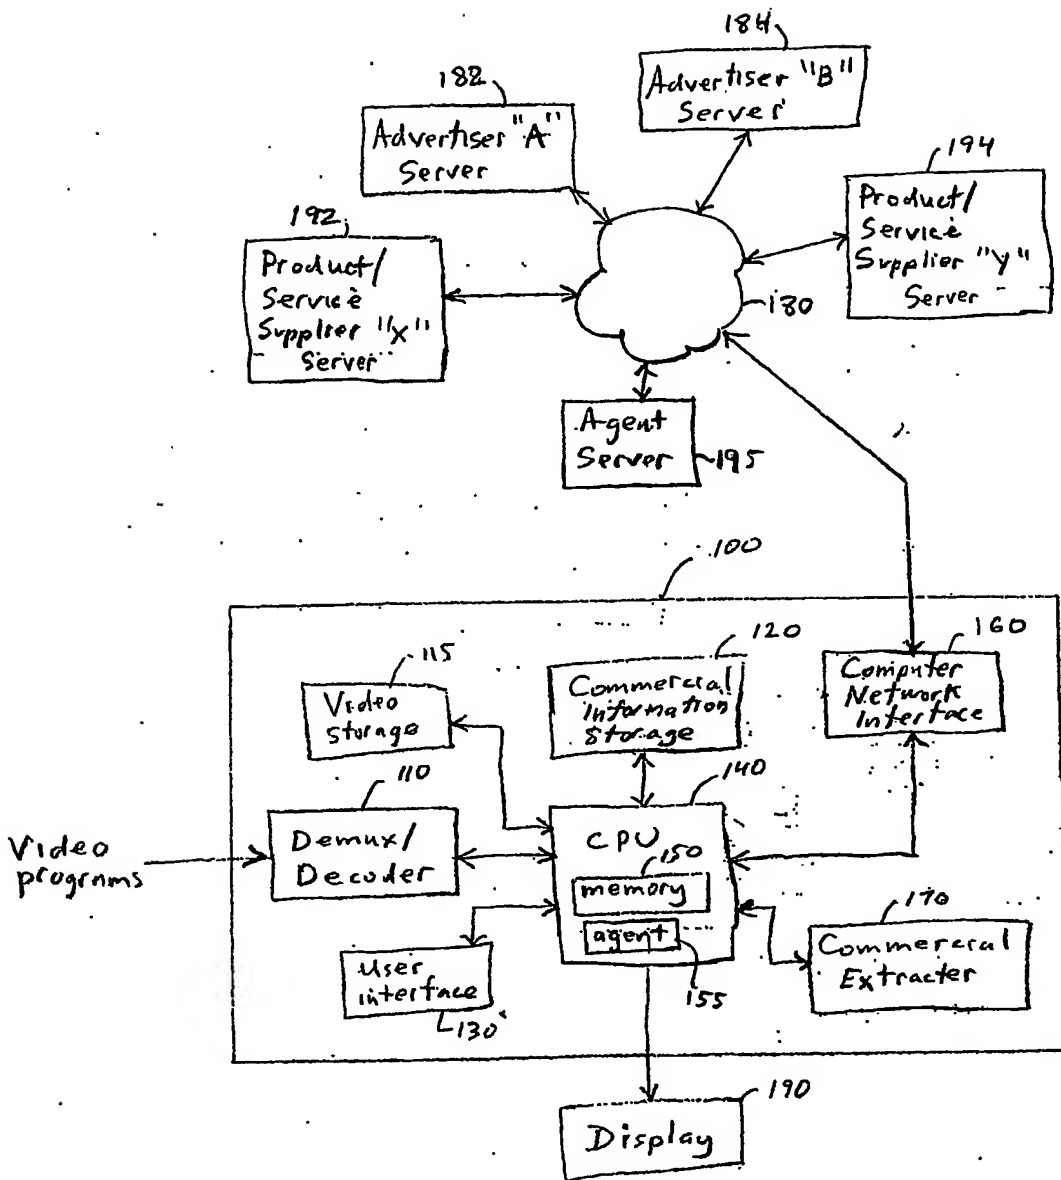 184
Advertiser "B"
Server
182
Advertiser "A"
Server
194
Product/
Service
Supplier "Y"
Server
192
Product/
Service
Supplier "X"
Server
180
Agent
Server
195
100
115
Video
Storage
120
Commercial
Information
Storage
160
Computer
Network
Interface
110
Demux/
Decoder
140
CPU
150
memory
agent
155
Video
programs
170
Commercial
Extracter
User
interface
130
190
Display